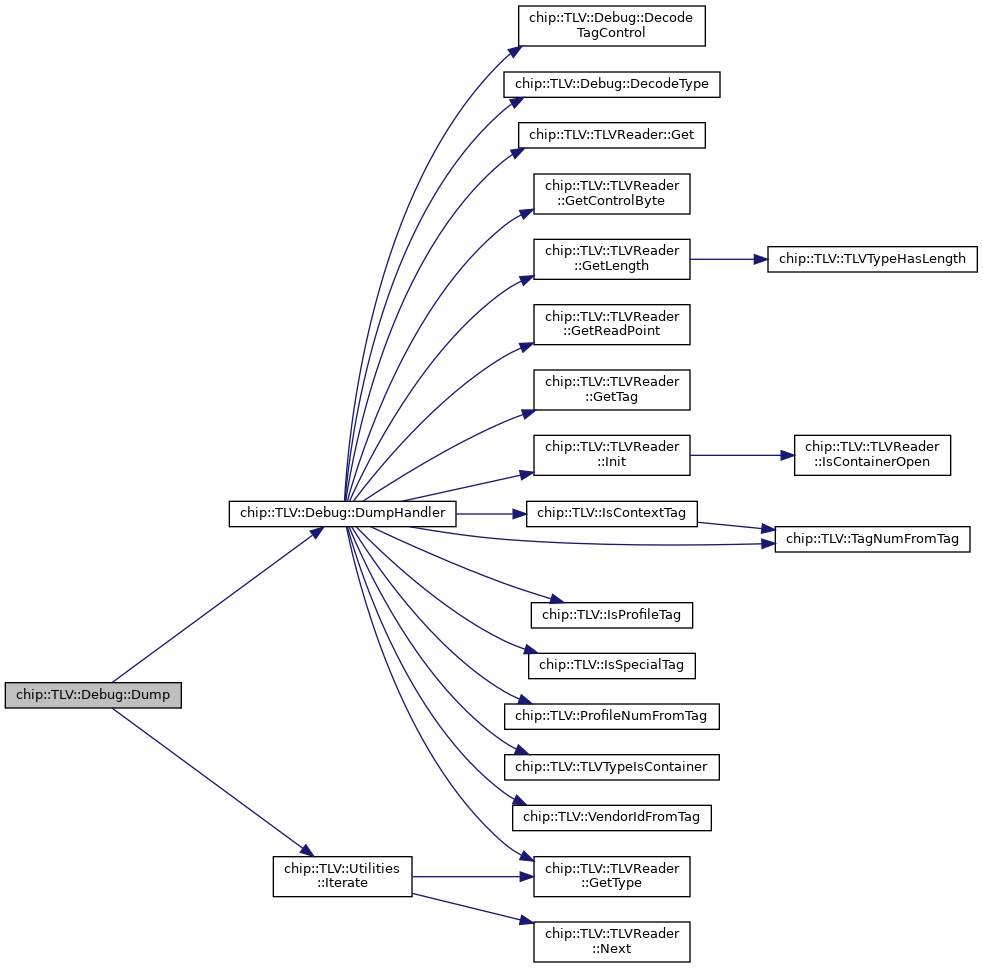 chip::TLV::Debug::Decode
TagControl
chip::TLV::Debug::DecodeType
chip::TLV::TLVReader::Get
chip::TLV::TLVReader
::GetControlByte
chip::TLV::TLVReader
::GetLength
chip::TLV::TLVTypeHasLength
chip::TLV::TLVReader
::GetReadPoint
chip::TLV::TLVReader
::GetTag
chip::TLV::TLVReader
::Init
chip::TLV::TLVReader
::IsContainerOpen
chip::TLV::Debug::DumpHandler
chip::TLV::IsContextTag
chip::TLV::TagNumFromTag
chip::TLV::IsProfileTag
chip::TLV::IsSpecialTag
chip::TLV::Debug::Dump
chip::TLV::ProfileNumFromTag
chip::TLV::TLVTypeIsContainer
chip::TLV::VendorIdFromTag
chip::TLV::Utilities
::Iterate
chip::TLV::TLVReader
::GetType
chip::TLV::TLVReader
::Next